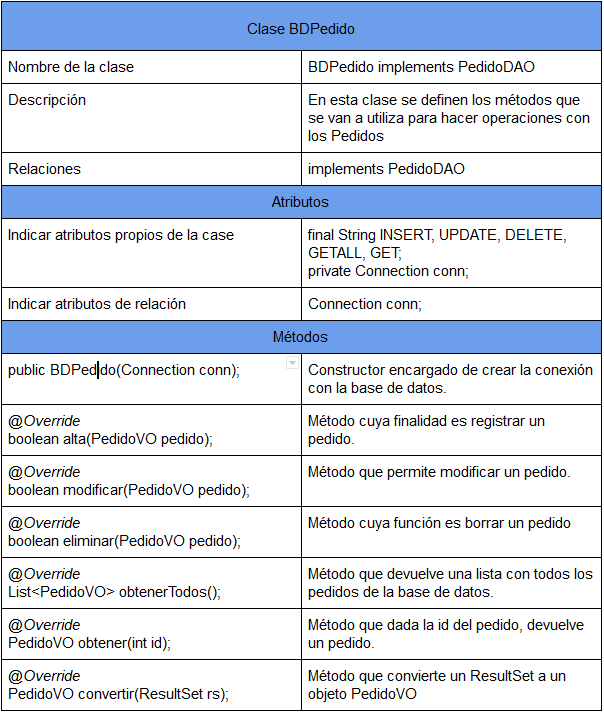 Clase BDPedido
Nombre de la clase
BDPedido implements PedidoDAO
Descripción
En esta clase se definen los métodos que
se van a utiliza para hacer operaciones con
los Pedidos
Relaciones
implements PedidoDAO
Atributos
Indicar atributos propios de la case
final String INSERT, UPDATE, DELETE,
GETALL, GET;
private Connection conn;
Indicar atributos de relación
Connection conn;
Métodos
public BDPedido(Connection conn);
Constructor encargado de crear la conexión
con la base de datos.
@Override
boolean alta(PedidoVO pedido);
Método cuya finalidad es registrar un
pedido.
@Override
boolean modificar(PedidoVO pedido);
Método que permite modificar un pedido.
@Override
boolean eliminar(PedidoVO pedido);
Método cuya función es borrar un pedido
@Override
List<PedidoVO> obtenerTodos();
Método que devuelve una lista con todos los
pedidos de la base de datos.
@Override
PedidoVO obtener(int id);
Método que dada la id del pedido, devuelve
un pedido.
@Override
PedidoVO convertir(ResultSet rs);
Método que convierte un ResultSet a un
objeto PedidoVO